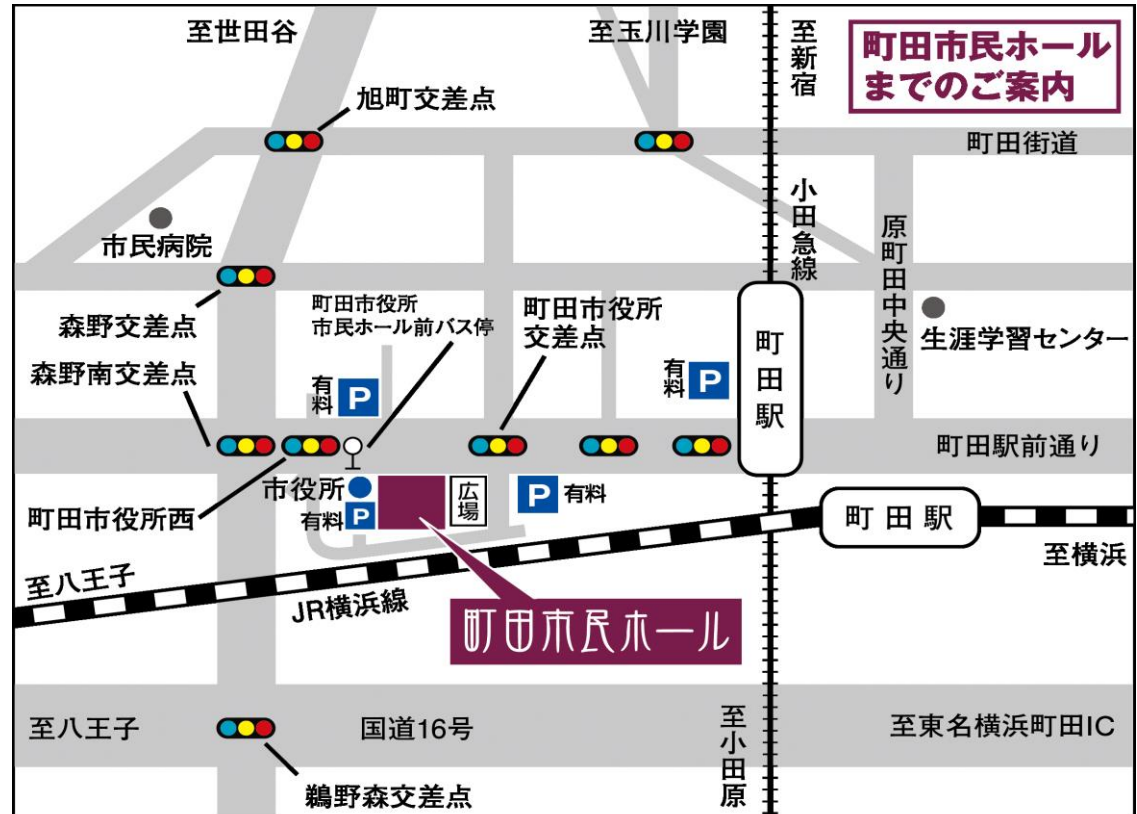 至世田谷
至玉川学園
至新宿
町田市民ホール
までのご案内
旭町交差点
町田街道
小田急線
原町田中央通り
市民病院
森野交差点
町田市役所
市民ホール前バス停
町田市役所
交差点
生涯学習センター
森野南交差点
有料
P
有料
P
町田駅
町田駅前通り
市役所
有料
P
広場
P
有料
町田市役所西
町田駅
至横浜
至八王子
JR横浜線
町田市民ホール
至八王子
国道16号
至小田原
至東名横浜町田IC
鵜野森交差点